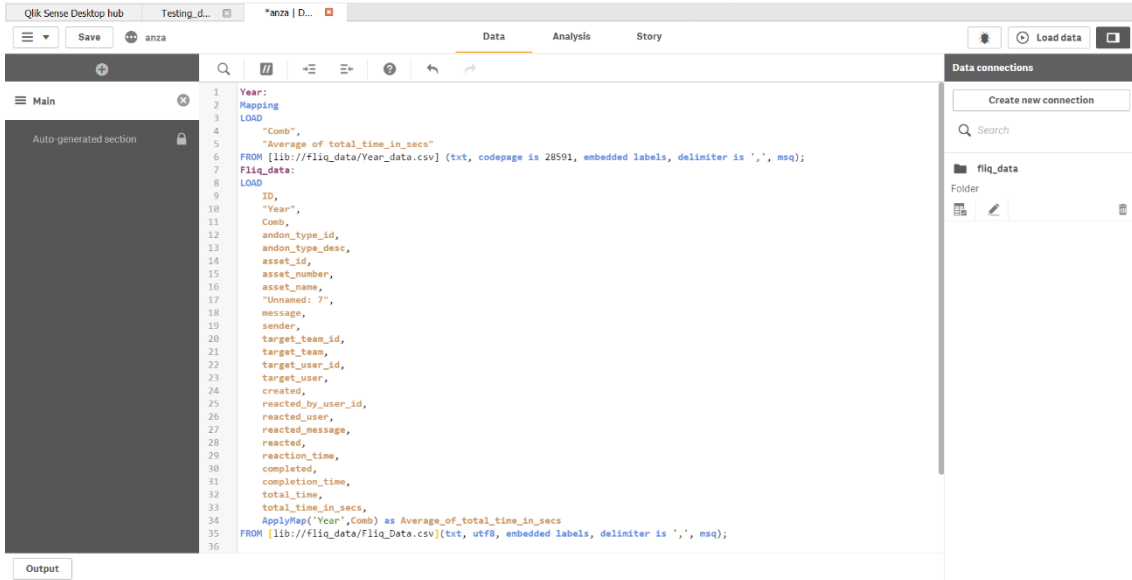 Qlik Sense Desktop hub
Testing_d...
*anza | D...
Save
anza
Data
Analysis
Story
Load data
Main
Auto-generated section
1 Year:
2 Mapping
3 LOAD
4 "Comb",
5 "Average of total_time_in_secs"
6 FROM [lib://fliq_data/Year_data.csv] (txt, codepage is 28591, embedded labels, delimiter is ',', msq);
7 Fliq_data:
8 LOAD
9 ID,
10 "Year",
11 Comb,
12 andon_type_id,
13 andon_type_desc,
14 asset_id,
15 asset_number,
16 asset_name,
17 "Unnamed: 7",
18 message,
19 sender,
20 target_team_id,
21 target_team,
22 target_user_id,
23 target_user,
24 created,
25 reacted_by_user_id,
26 reacted_user,
27 reacted_message,
28 reacted,
29 reaction_time,
30 completed,
31 completion_time,
32 total_time,
33 total_time_in_secs,
34 ApplyMap('Year',Comb) as Average_of_total_time_in_secs
35 FROM [lib://fliq_data/Fliq_Data.csv](txt, utf8, embedded labels, delimiter is ',', msq);
36
Data connections
Create new connection
Search
fliq_data
Folder
Output